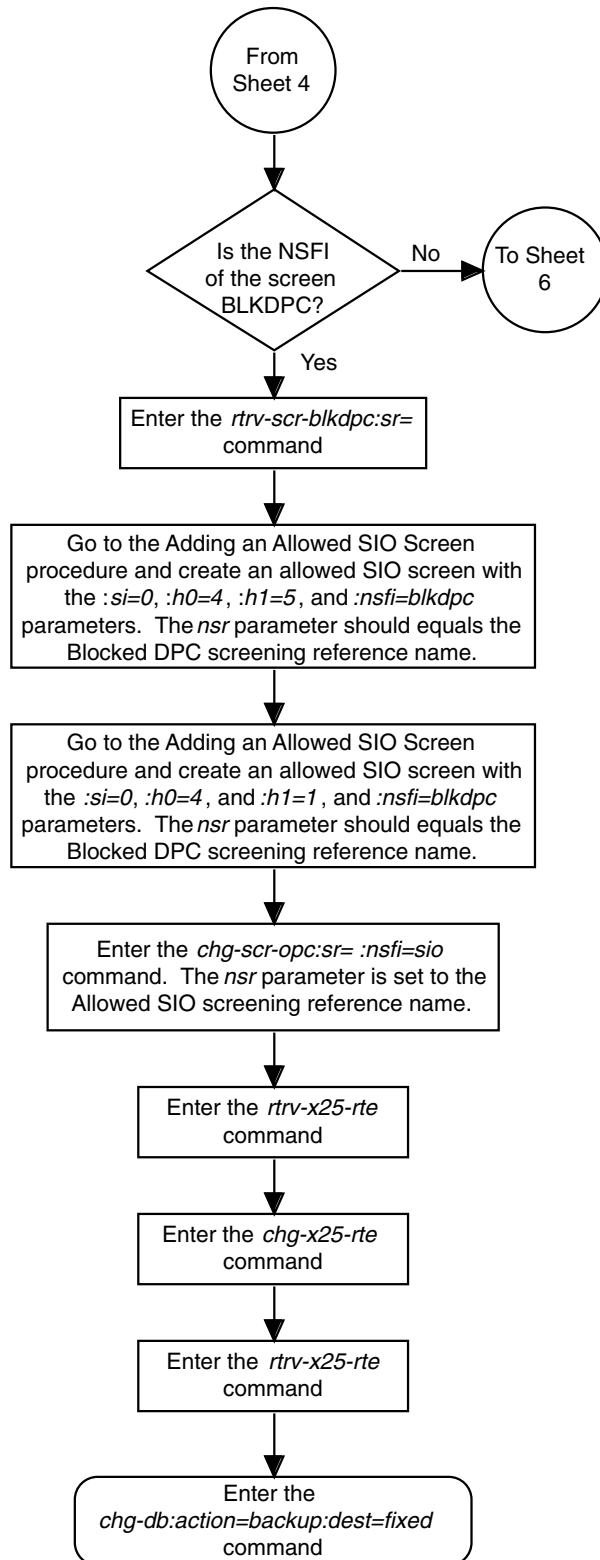 From
Sheet 4
Is the NSFI
of the screen
BLKDPC?
No
To Sheet
6
Yes
Enter the rtrv-scr-blkdpc:sr=
command
Go to the Adding an Allowed SIO Screen
procedure and create an allowed SIO screen with
the :si=0, :h0=4, :h1=5, and :nsfi=blkdpc
parameters. The nsr parameter should equals the
Blocked DPC screening reference name.
Go to the Adding an Allowed SIO Screen
procedure and create an allowed SIO screen with
the :si=0, :h0=4, and :h1=1, and :nsfi=blkdpc
parameters. The nsr parameter should equals the
Blocked DPC screening reference name.
Enter the chg-scr-opc:sr= :nsfi=sio
command. The nsr parameter is set to the
Allowed SIO screening reference name.
Enter the rtrv-x25-rte
command
Enter the chg-x25-rte
command
Enter the rtrv-x25-rte
command
Enter the
chg-db:action=backup:dest=fixed
command